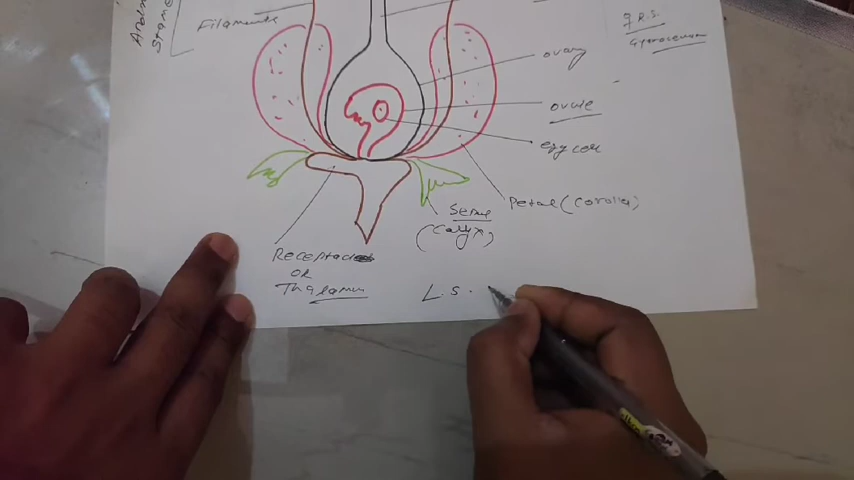 Filaments
ovary
ovule
egg cell
Petal (Corolla)
Sepal
(Calyx)
Receptacle
OR
Thalamus
L.S.